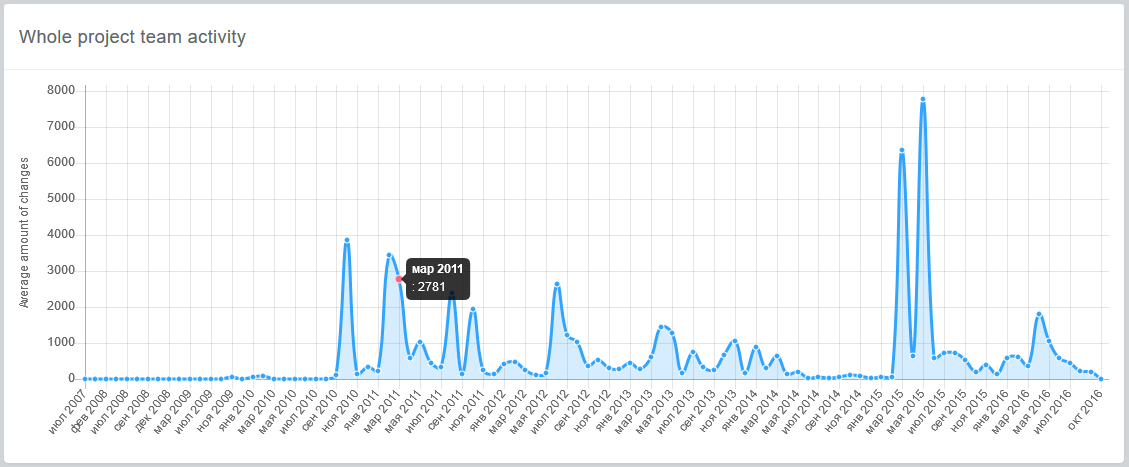 Whole project team activity
Average amount of changes
8000
7000
6000
5000
4000
3000
2000
1000
0
мар 2011
: 2781
июл 2007
фев 2008
июл 2008
сен 2008
дек 2008
мар 2009
июл 2009
ноя 2009
янв 2010
мар 2010
мая 2010
июл 2010
сен 2010
ноя 2010
янв 2011
мар 2011
мая 2011
июл 2011
сен 2011
ноя 2011
янв 2012
мар 2012
мая 2012
июл 2012
сен 2012
ноя 2012
янв 2013
мар 2013
мая 2013
июл 2013
сен 2013
ноя 2013
янв 2014
мар 2014
мая 2014
июл 2014
сен 2014
ноя 2014
янв 2015
мар 2015
мая 2015
июл 2015
сен 2015
ноя 2015
янв 2016
мар 2016
мая 2016
июл 2016
окт 2016